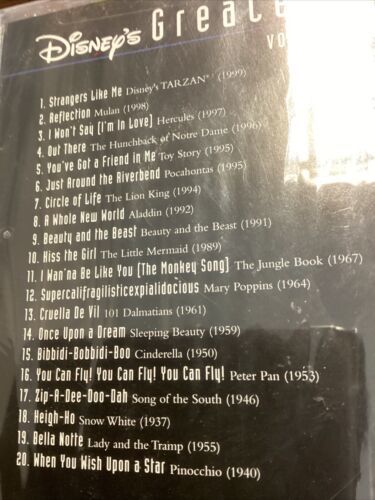 DISNEY'S Greate
VO
1. Strangers Like Me Disney's TARZAN® (1999)
2. Reflection Mulan (1998)
3. I Won't Say (I'm In Love) Hercules (1997)
4. Out There The Hunchback of Notre Dame (1996)
5. You've Got a Friend in Me Toy Story (1995)
6. Just Around the Riverbend Pocahontas (1995)
7. Circle of Life The Lion King (1994)
8. A Whole New World Aladdin (1992)
9. Beauty and the Beast Beauty and the Beast (1991)
10. Kiss the Girl The Little Mermaid (1989)
11. I Wan'na Be Like You (The Monkey Song) The Jungle Book (1967)
12. Supercalifragilisticexpialidocious Mary Poppins (1964)
13. Cruella De Vil 101 Dalmatians (1961)
14. Once Upon a Dream Sleeping Beauty (1959)
15. Bibbidi-Bobbidi-Boo Cinderella (1950)
16. You Can Fly! You Can Fly! You Can Fly! Peter Pan (1953)
17. Zip-A-Dee-Doo-Dah Song of the South (1946)
18. Heigh-Ho Snow White (1937)
19. Bella Notte Lady and the Tramp (1955)
20. When You Wish Upon a Star Pinocchio (1940)